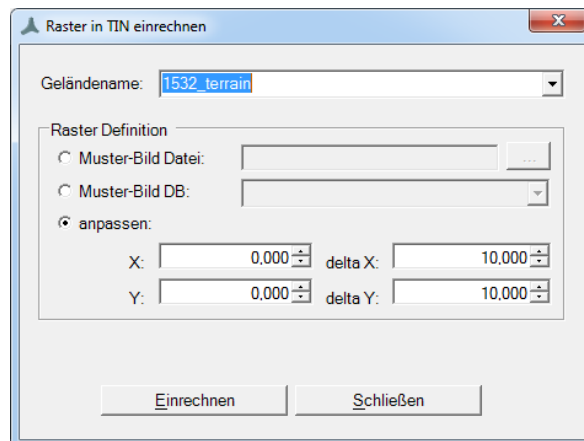 Raster in TIN einrechnen
Geländename: 1532_terrain
Raster Definition
Muster-Bild Datei: ...
Muster-Bild DB:
anpassen:
X: 0,000 delta X: 10,000
Y: 0,000 delta Y: 10,000
Einrechnen Schließen